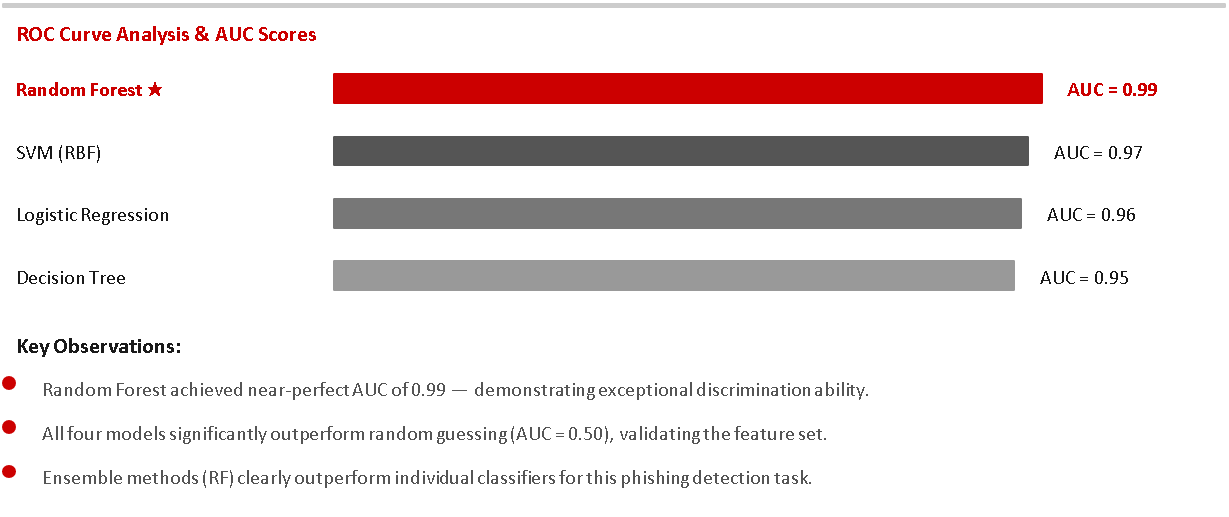 ROC Curve Analysis & AUC Scores
Random Forest ★ AUC = 0.99
SVM (RBF) AUC = 0.97
Logistic Regression AUC = 0.96
Decision Tree AUC = 0.95
Key Observations:
Random Forest achieved near-perfect AUC of 0.99 — demonstrating exceptional discrimination ability.
All four models significantly outperform random guessing (AUC = 0.50), validating the feature set.
Ensemble methods (RF) clearly outperform individual classifiers for this phishing detection task.